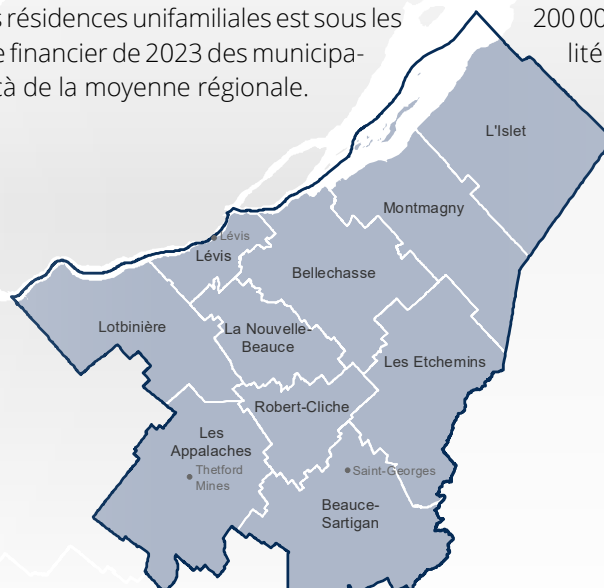 s résidences unifamiliales est sous les
e financier de 2023 des municipa-
tà de la moyenne régionale.
200 00
lité
L'Islet
Montmagny
Lévis
Lévis
Bellechasse
Lotbinière
La Nouvelle-
Beauce
Les Etchemins
Robert-Cliche
Les
Appalaches
Thetford
Mines
Saint-Georges
Beauce-
Sartigan